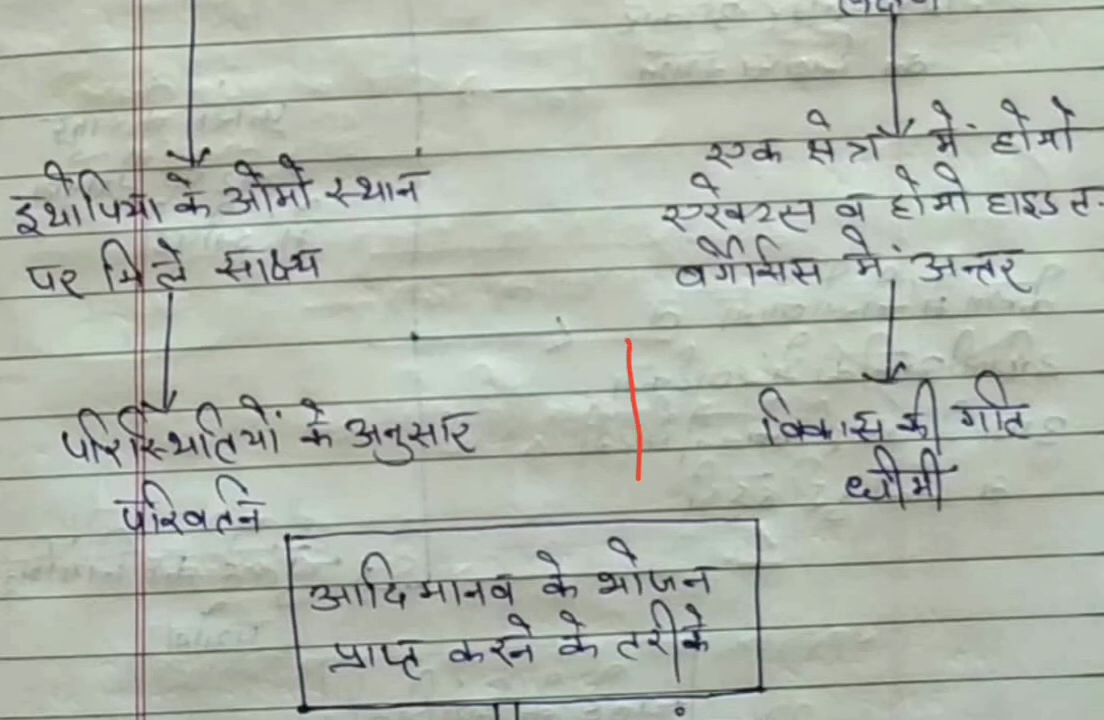 इथोपिया के ओमो स्थान
पर मिले साक्ष्य
परिस्थितियों के अनुसार
परिवर्तन
एक क्षेत्र में होमो
एरेक्टस व होमो हाइडल-
बर्गेसिस में अन्तर
विकास की गति
धीमी
आदिमानव के भोजन
प्राप्त करने के तरीके